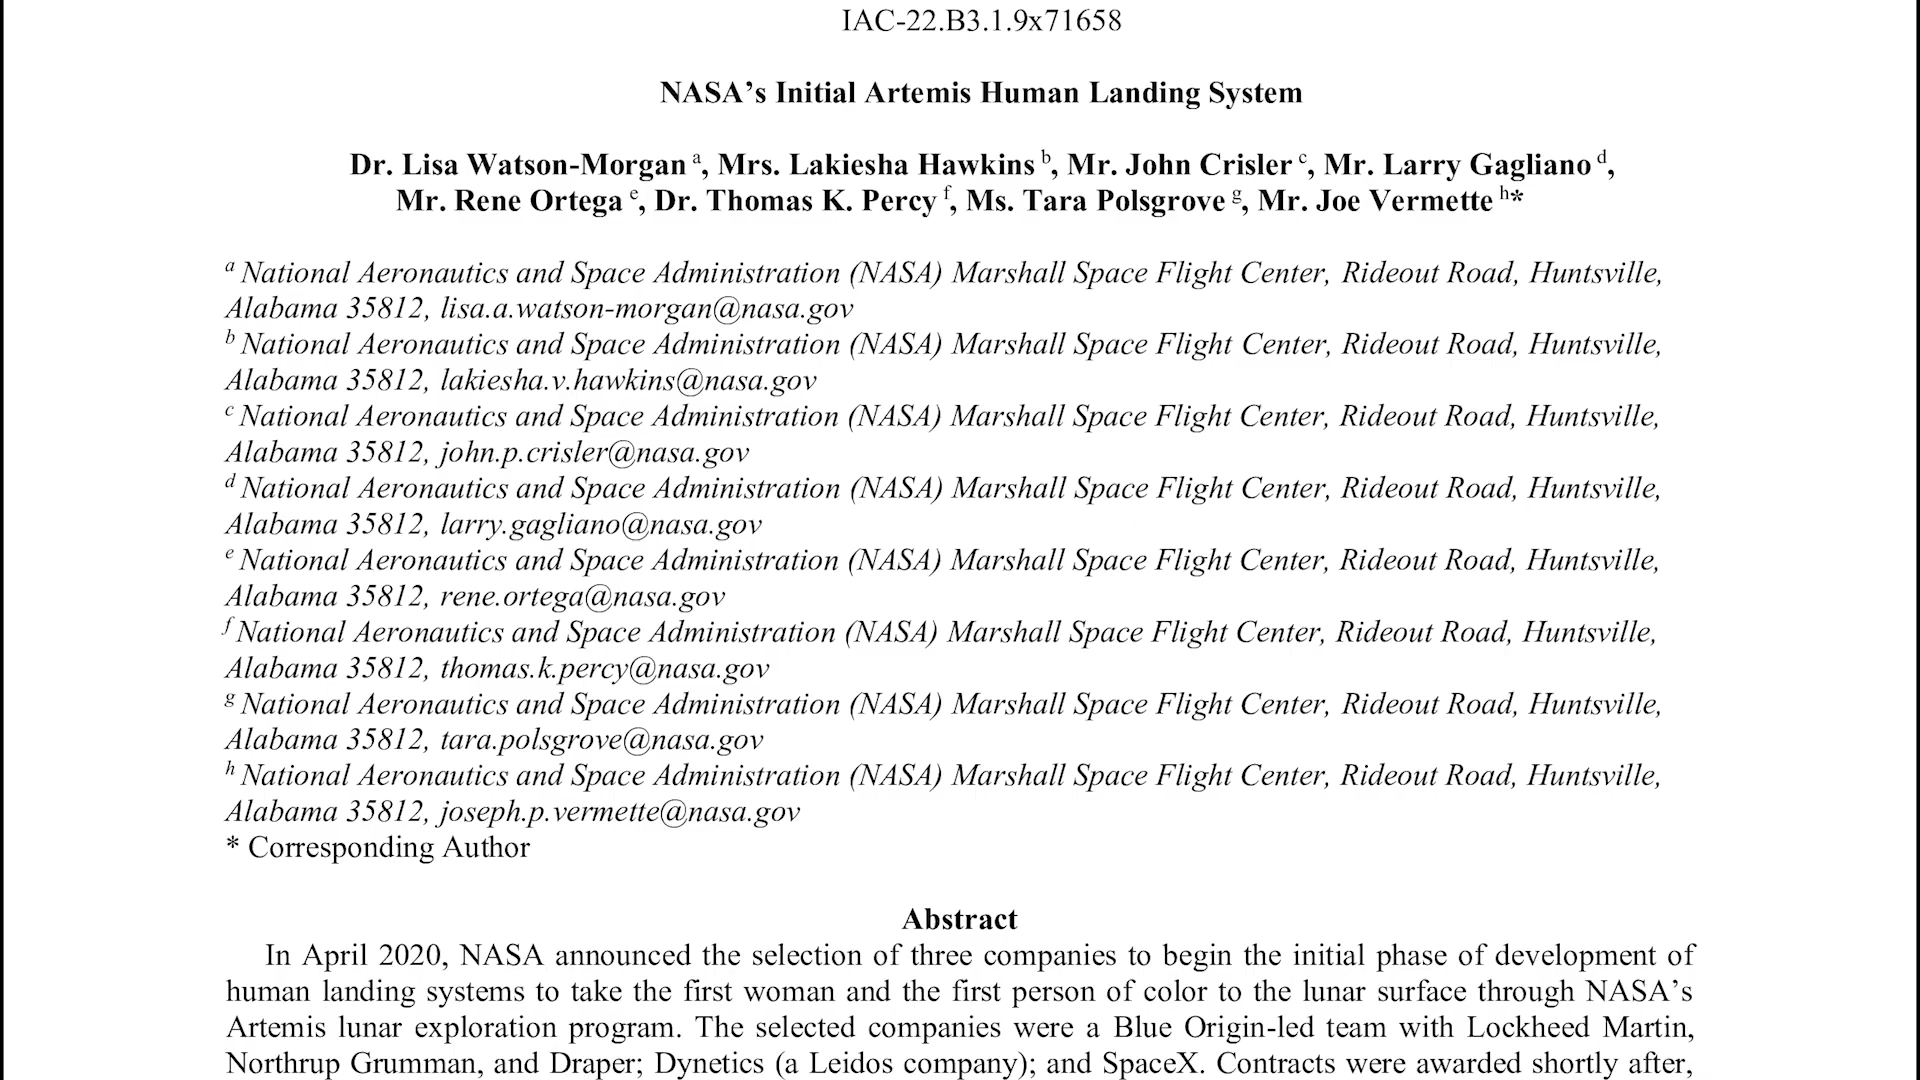 IAC-22.B3.1.9x71658
NASA’s Initial Artemis Human Landing System
Dr. Lisa Watson-Morgan a, Mrs. Lakiesha Hawkins b, Mr. John Crisler c, Mr. Larry Gagliano d,
Mr. Rene Ortega e, Dr. Thomas K. Percy f, Ms. Tara Polsgrove g, Mr. Joe Vermette h*
a National Aeronautics and Space Administration (NASA) Marshall Space Flight Center, Rideout Road, Huntsville,
Alabama 35812, lisa.a.watson-morgan@nasa.gov
b National Aeronautics and Space Administration (NASA) Marshall Space Flight Center, Rideout Road, Huntsville,
Alabama 35812, lakiesha.v.hawkins@nasa.gov
c National Aeronautics and Space Administration (NASA) Marshall Space Flight Center, Rideout Road, Huntsville,
Alabama 35812, john.p.crisler@nasa.gov
d National Aeronautics and Space Administration (NASA) Marshall Space Flight Center, Rideout Road, Huntsville,
Alabama 35812, larry.gagliano@nasa.gov
e National Aeronautics and Space Administration (NASA) Marshall Space Flight Center, Rideout Road, Huntsville,
Alabama 35812, rene.ortega@nasa.gov
f National Aeronautics and Space Administration (NASA) Marshall Space Flight Center, Rideout Road, Huntsville,
Alabama 35812, thomas.k.percy@nasa.gov
g National Aeronautics and Space Administration (NASA) Marshall Space Flight Center, Rideout Road, Huntsville,
Alabama 35812, tara.polsgrove@nasa.gov
h National Aeronautics and Space Administration (NASA) Marshall Space Flight Center, Rideout Road, Huntsville,
Alabama 35812, joseph.p.vermette@nasa.gov
* Corresponding Author
Abstract
In April 2020, NASA announced the selection of three companies to begin the initial phase of development of
human landing systems to take the first woman and the first person of color to the lunar surface through NASA’s
Artemis lunar exploration program. The selected companies were a Blue Origin-led team with Lockheed Martin,
Northrup Grumman, and Draper; Dynetics (a Leidos company); and SpaceX. Contracts were awarded shortly after,